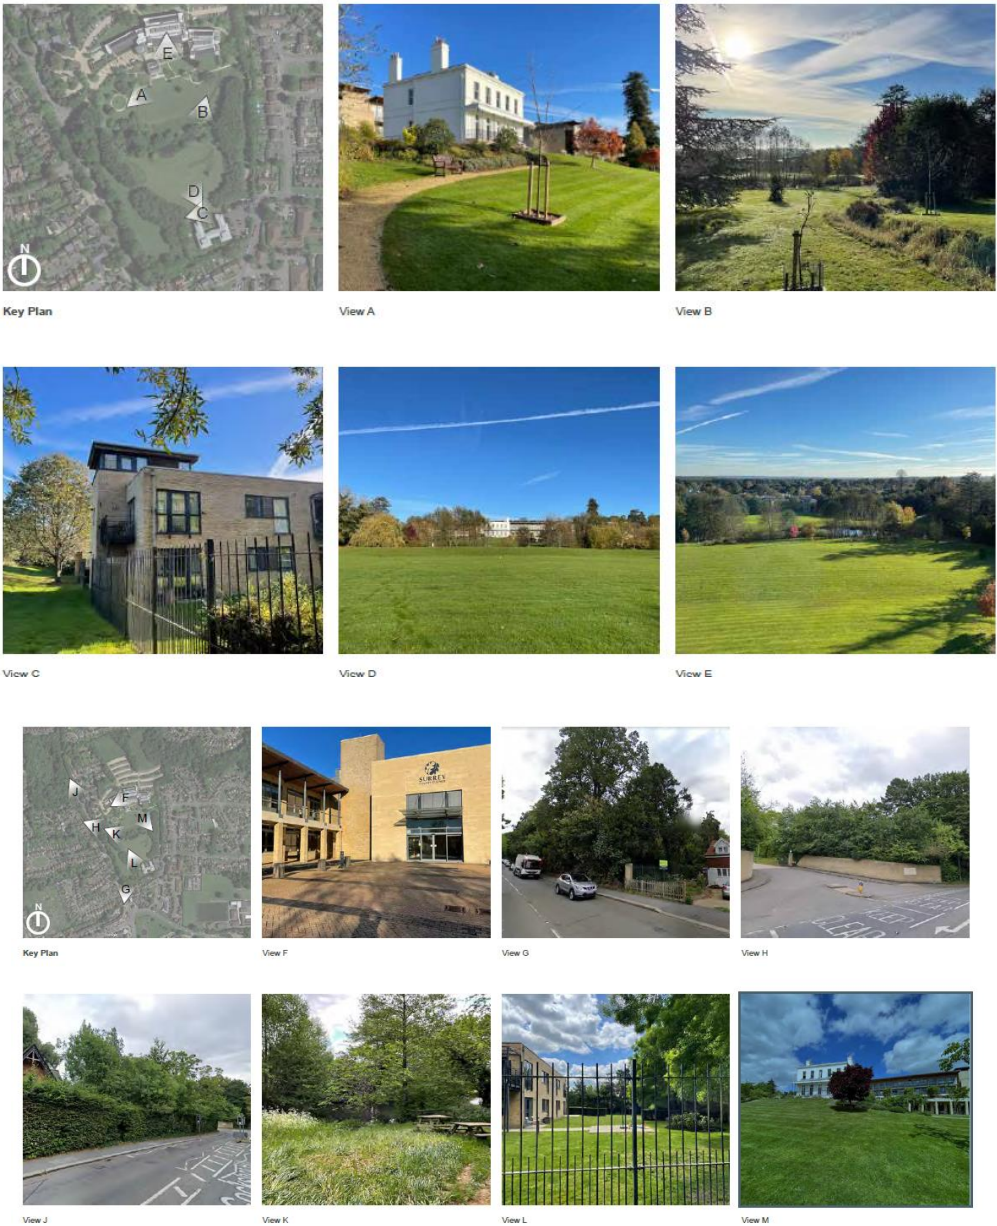 E
A
B
D
C
N
Key Plan
View A
View B
View C
View D
View E
J
F
H
K
M
L
G
N
SURREY
Key Plan
View F
View G
View H
View J
View K
View L
View M